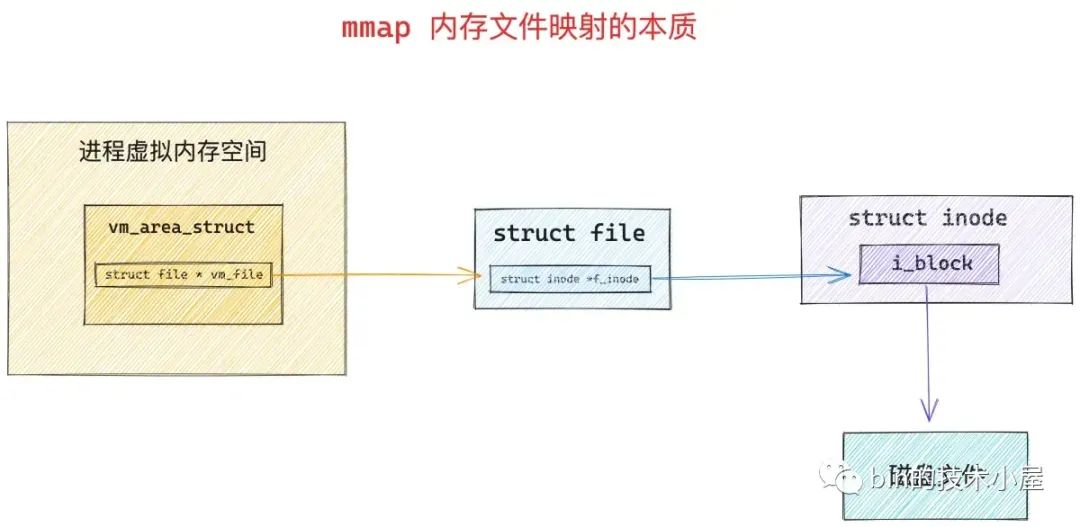 mmap 内存文件映射的本质
进程虚拟内存空间
vm_area_struct
struct file * vm_file
struct file
struct inode *f_inode
struct inode
i_block
磁盘文件
bin的技术小屋